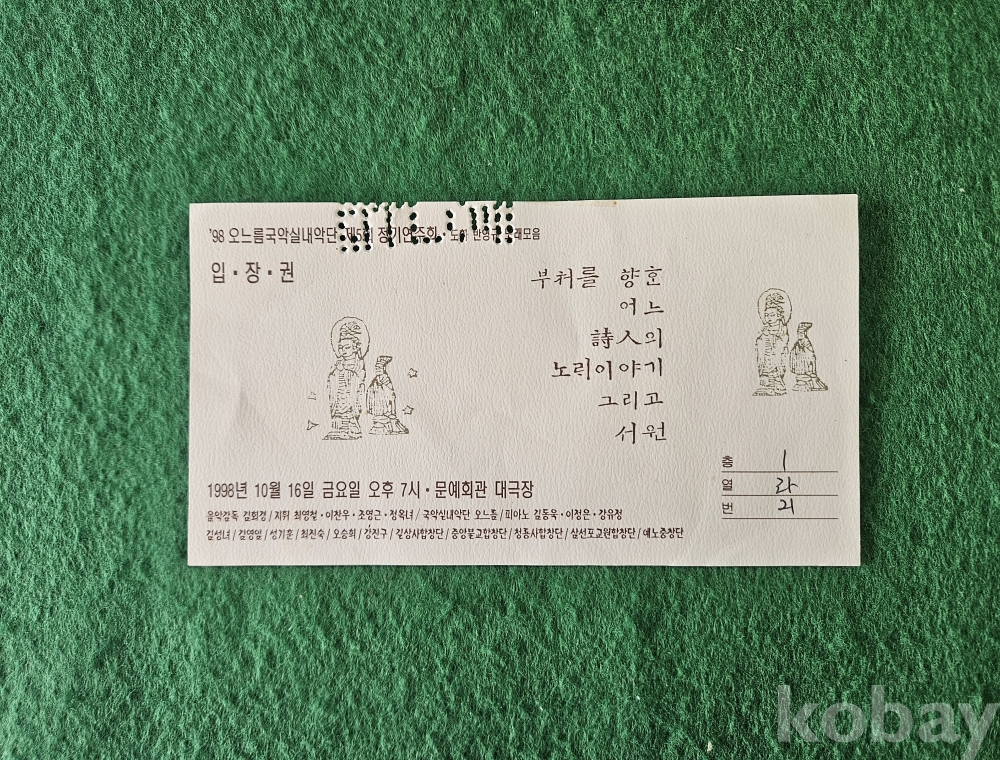 '98 오느름국악실내악단 제5회 정기연주회 · 노래모음
입 · 장 · 권
부처를 향흔
어느
詩人의
노래이야기
그리고
서원
1998년 10월 16일 금요일 오후 7시 · 문예회관 대극장
음악감독 김회경 / 지휘 최영철 · 이찬우 · 조영근 · 정옥녀 / 국악실내악단 오느름 / 피아노 김동욱 · 이정은 · 강유정
김성녀 / 김영임 / 성기훈 / 최진숙 / 오승희 / 강진구 / 길상사합창단 / 중앙불교합창단 / 청룡사합창단 / 삼선포교원합창단 / 예노중창단
층 1
열 라
번 21
kobay